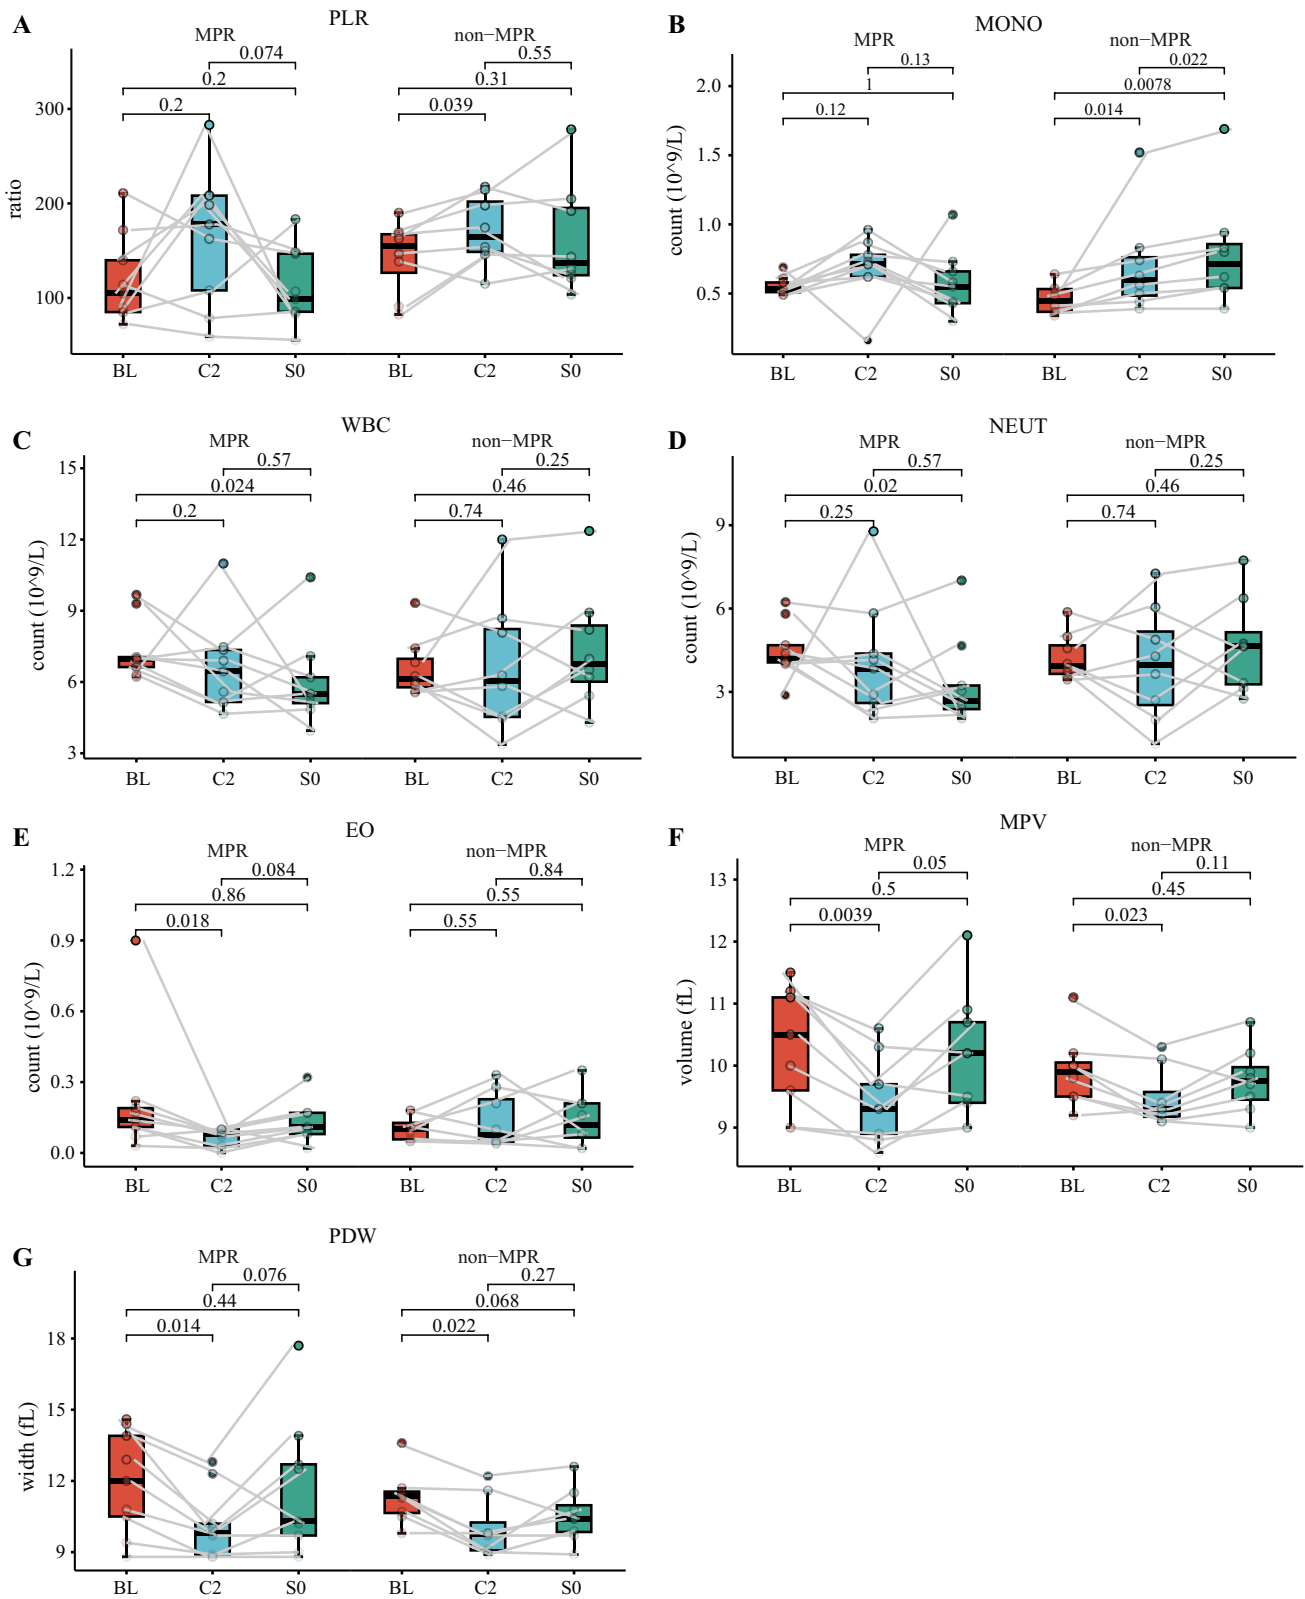 A
PLR
MPR
non−MPR
0.074
0.55
0.2
0.31
0.2
0.039
300
200
100
ratio
BL
C2
S0
BL
C2
S0
B
MONO
MPR
non−MPR
0.13
0.022
1
0.0078
0.12
0.014
2.0
1.5
1.0
0.5
count (10^9/L)
BL
C2
S0
BL
C2
S0
C
WBC
MPR
non−MPR
0.57
0.25
0.024
0.46
0.2
0.74
15
12
9
6
3
count (10^9/L)
BL
C2
S0
BL
C2
S0
D
NEUT
MPR
non−MPR
0.57
0.25
0.02
0.46
0.25
0.74
9
6
3
count (10^9/L)
BL
C2
S0
BL
C2
S0
E
EO
MPR
non−MPR
0.084
0.84
0.86
0.55
0.018
0.55
1.2
0.9
0.6
0.3
0.0
count (10^9/L)
BL
C2
S0
BL
C2
S0
F
MPV
MPR
non−MPR
0.05
0.11
0.5
0.45
0.0039
0.023
13
12
11
10
9
volume (fL)
BL
C2
S0
BL
C2
S0
G
PDW
MPR
non−MPR
0.076
0.27
0.44
0.068
0.014
0.022
18
15
12
9
width (fL)
BL
C2
S0
BL
C2
S0